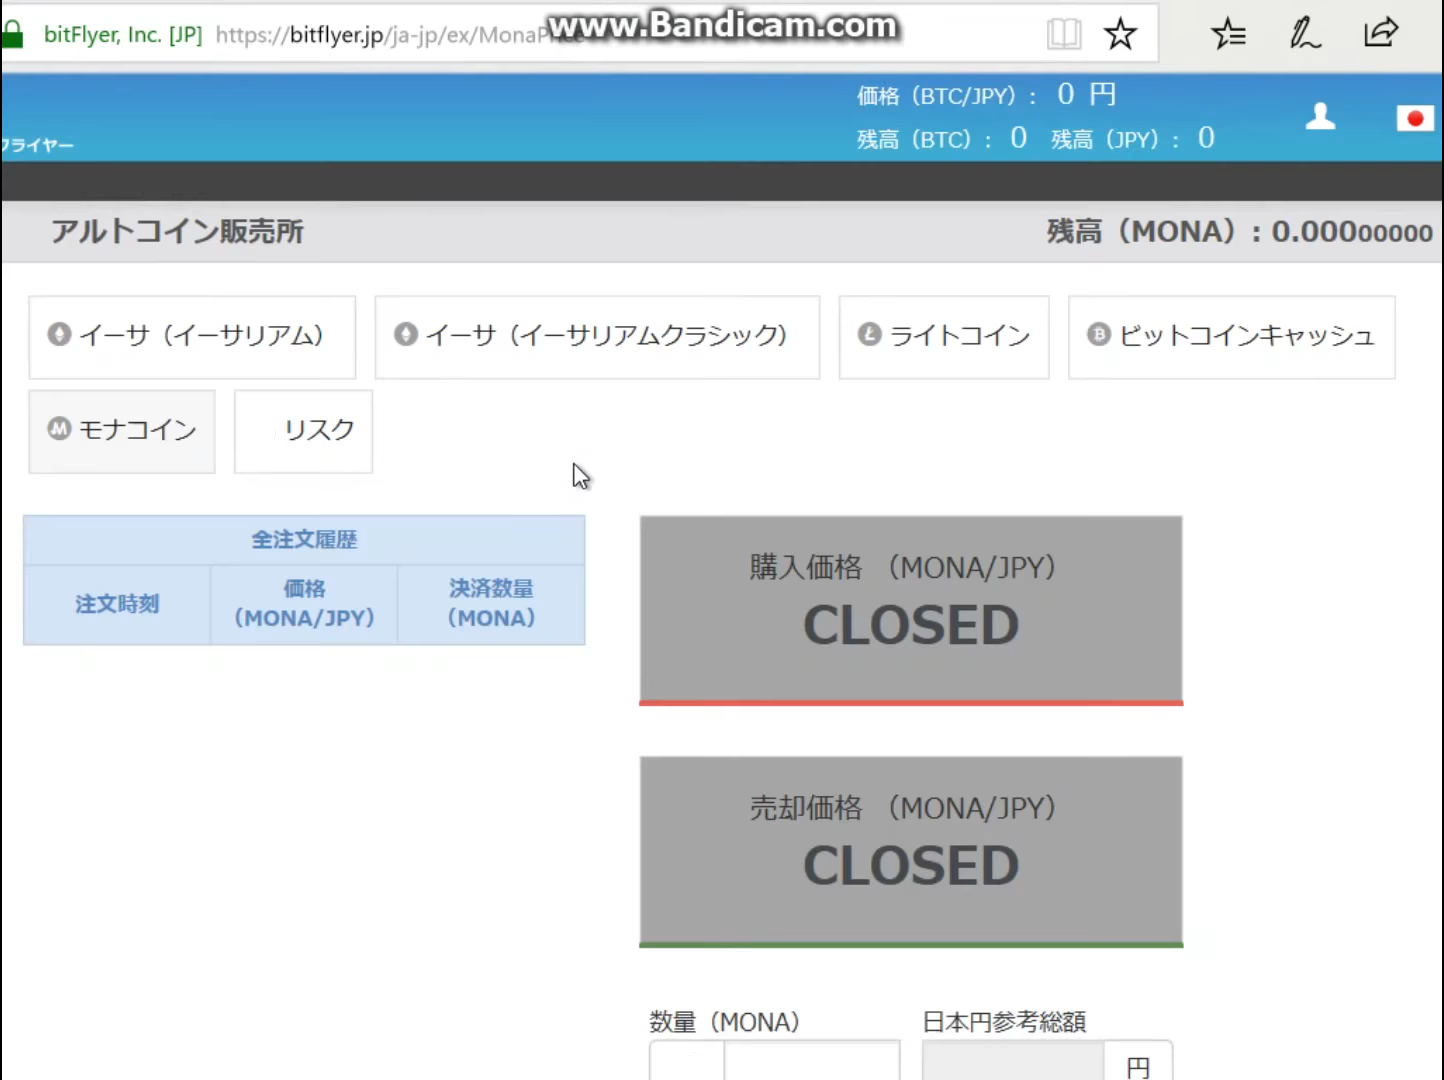 bitFlyer, Inc. [JP] https://bitflyer.jp/ja-jp/ex/MonaPrice
www.Bandicam.com
価格（BTC/JPY）： 0 円
残高（BTC）： 0 残高（JPY）： 0
フライヤー
アルトコイン販売所
残高（MONA）: 0.00000000
イーサ（イーサリアム）
イーサ（イーサリアムクラシック）
ライトコイン
ビットコインキャッシュ
モナコイン
リスク
全注文履歴
注文時刻
価格
（MONA/JPY）
決済数量
（MONA）
購入価格 （MONA/JPY）
CLOSED
売却価格 （MONA/JPY）
CLOSED
数量（MONA）
日本円参考総額
円